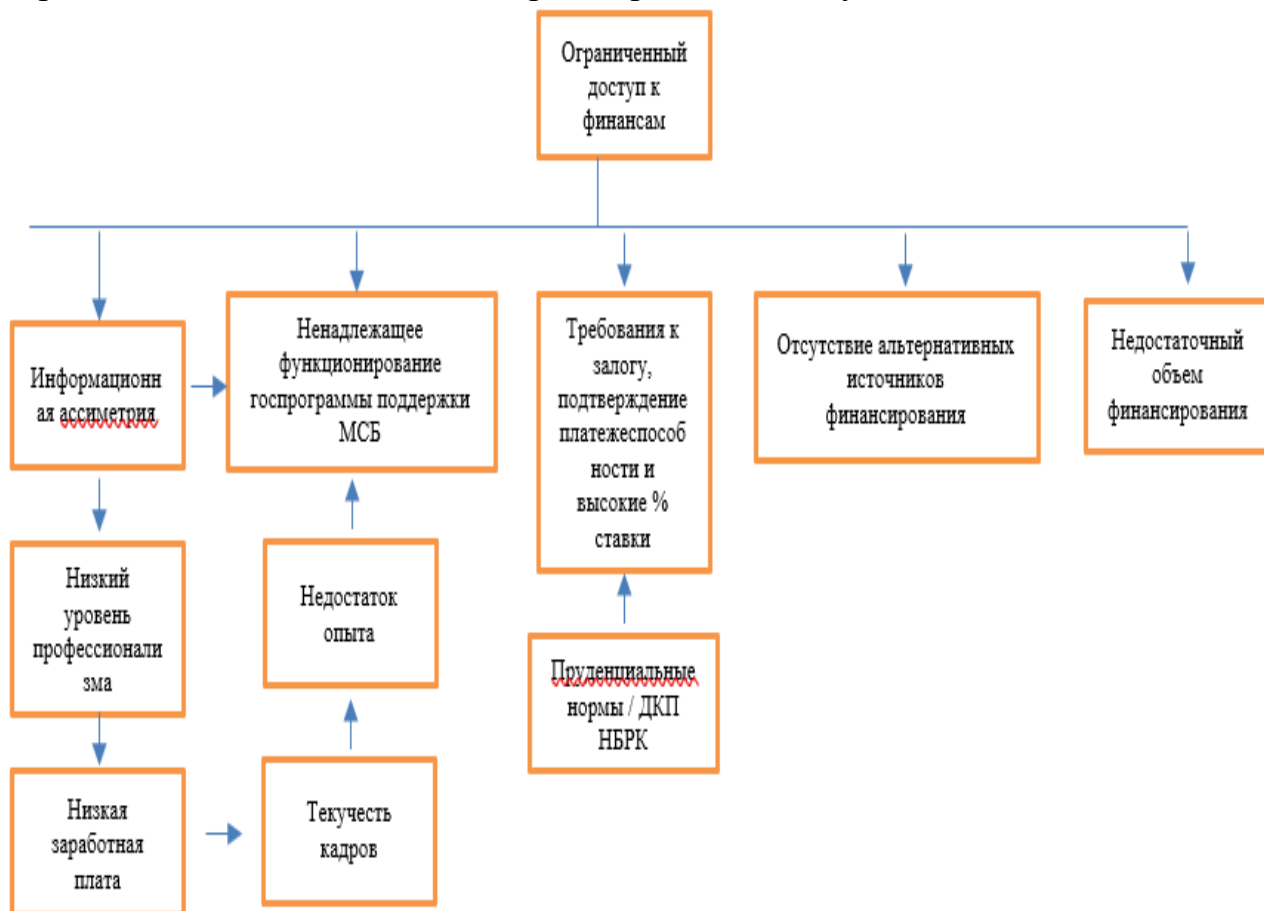 Ограниченный
доступ к
финансам
Информационн
ая ассиметрия
Ненадлежащее
функционирование
госпрограммы поддержки
МСБ
Требования к
залогу,
подтверждение
платежеспособ
ности и
высокие %
ставки
Отсутствие альтернативных
источников
финансирования
Недостаточный
объем
финансирования
Низкий
уровень
профессионали
зма
Недостаток
опыта
Пруденциальные
нормы / ДКП
НБРК
Низкая
заработная
плата
Текучесть
кадров